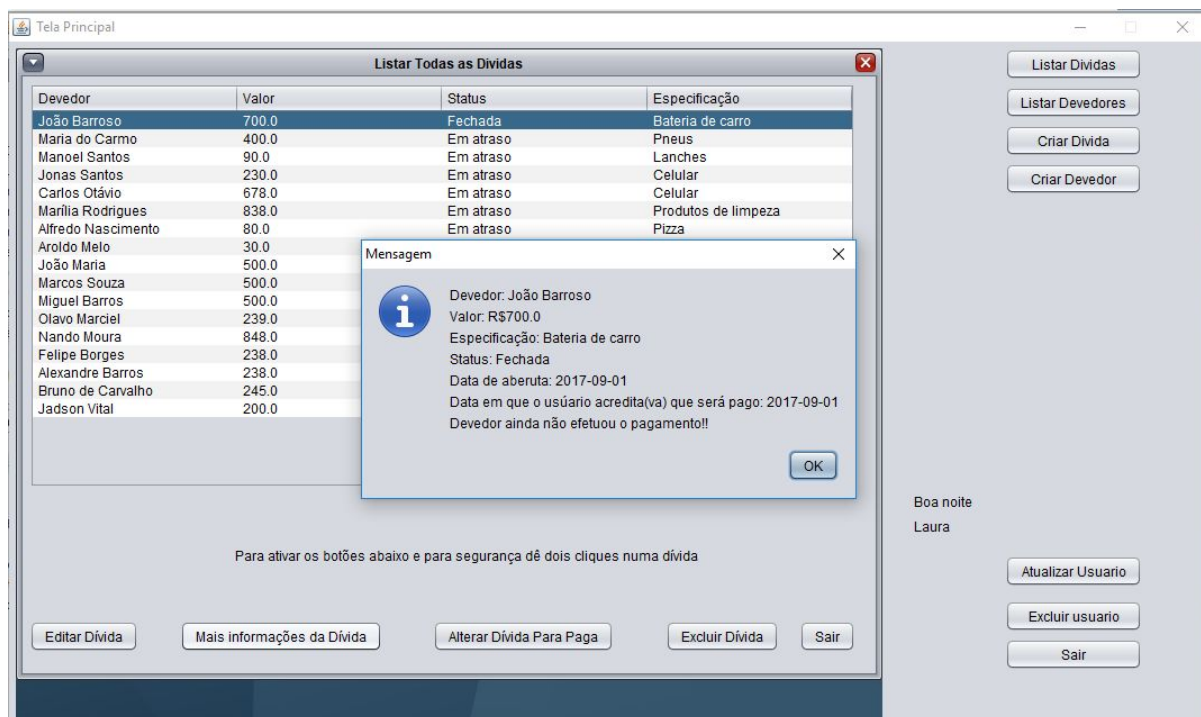 Tela Principal
Listar Todas as Dividas
Devedor Valor Status Especificação
João Barroso 700.0 Fechada Bateria de carro
Maria do Carmo 400.0 Em atraso Pneus
Manoel Santos 90.0 Em atraso Lanches
Jonas Santos 230.0 Em atraso Celular
Carlos Otávio 678.0 Em atraso Celular
Marília Rodrigues 838.0 Em atraso Produtos de limpeza
Alfredo Nascimento 80.0 Em atraso Pizza
Aroldo Melo 30.0
João Maria 500.0
Marcos Souza 500.0
Miguel Barros 500.0
Olavo Marciel 239.0
Nando Moura 848.0
Felipe Borges 238.0
Alexandre Barros 238.0
Bruno de Carvalho 245.0
Jadson Vital 200.0
Mensagem
Devedor: João Barroso
Valor: R$700.0
Especificação: Bateria de carro
Status: Fechada
Data de aberuta: 2017-09-01
Data em que o usúario acredita(va) que será pago: 2017-09-01
Devedor ainda não efetuou o pagamento!!
OK
Para ativar os botões abaixo e para segurança dê dois cliques numa dívida
Editar Dívida
Mais informações da Dívida
Alterar Dívida Para Paga
Excluir Dívida
Sair
Listar Dividas
Listar Devedores
Criar Divida
Criar Devedor
Boa noite
Laura
Atualizar Usuario
Excluir usuario
Sair